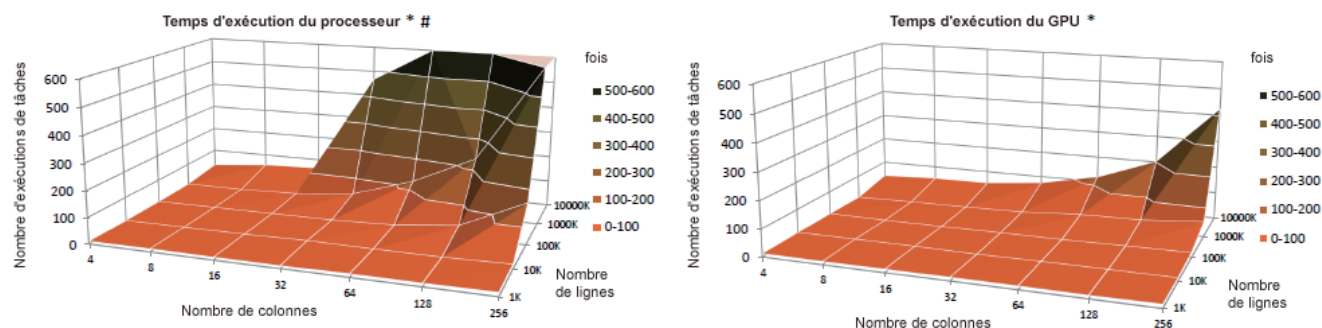 Temps d'exécution du processeur * #
Nombre d'exécutions de tâches
600
500
400
300
200
100
0
4
8
16
32
64
128
256
Nombre de colonnes
1K
10K
100K
1000K
10000K
Nombre
de lignes
fois
500-600
400-500
300-400
200-300
100-200
0-100
Temps d'exécution du GPU *
Nombre d'exécutions de tâches
600
500
400
300
200
100
0
4
8
16
32
64
128
256
Nombre de colonnes
1K
10K
100K
1000K
10000K
Nombre
de lignes
fois
500-600
400-500
300-400
200-300
100-200
0-100